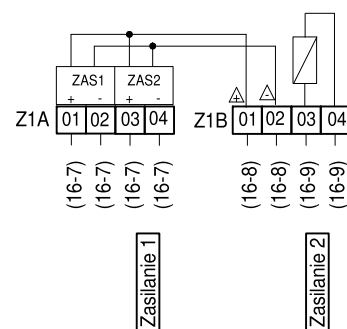 ZAS1 ZAS2
+ - + - + -
Z1A 01 02 03 04 Z1B 01 02 03 04
(16-7) (16-7) (16-7) (16-7) (16-8) (16-8) (16-9) (16-9)
Zasilanie 1 Zasilanie 2